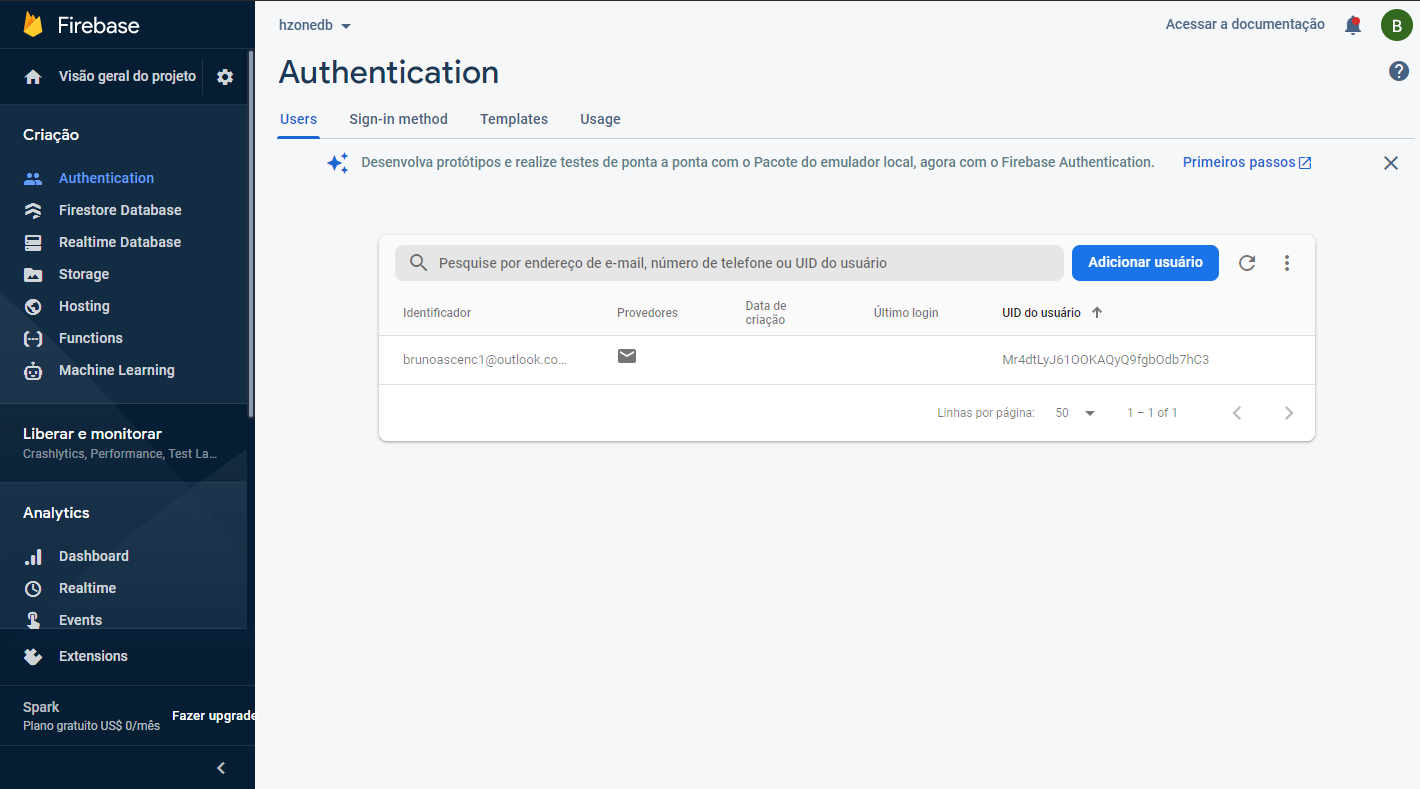 Firebase
hzonedb
Acessar a documentação
B
Visão geral do projeto
Authentication
?
Users
Sign-in method
Templates
Usage
Desenvolva protótipos e realize testes de ponta a ponta com o Pacote do emulador local, agora com o Firebase Authentication.
Primeiros passos
Criação
Authentication
Firestore Database
Realtime Database
Storage
Hosting
Functions
Machine Learning
Liberar e monitorar
Crashlytics, Performance, Test La...
Analytics
Dashboard
Realtime
Events
Extensions
Spark
Plano gratuito US$ 0/mês
Fazer upgrade
Pesquise por endereço de e-mail, número de telefone ou UID do usuário
Adicionar usuário
Identificador
Provedores
Data de
criação
Último login
UID do usuário
brunoascenc1@outlook.co...
Mr4dtLyJ61OOKAQyQ9fgbOdb7hC3
Linhas por página:
50
1 – 1 of 1